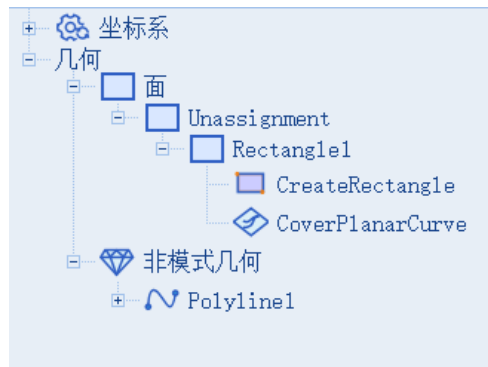 坐标系
几何
面
Unassignment
Rectangle1
CreateRectangle
CoverPlanarCurve
非模式几何
Polyline1